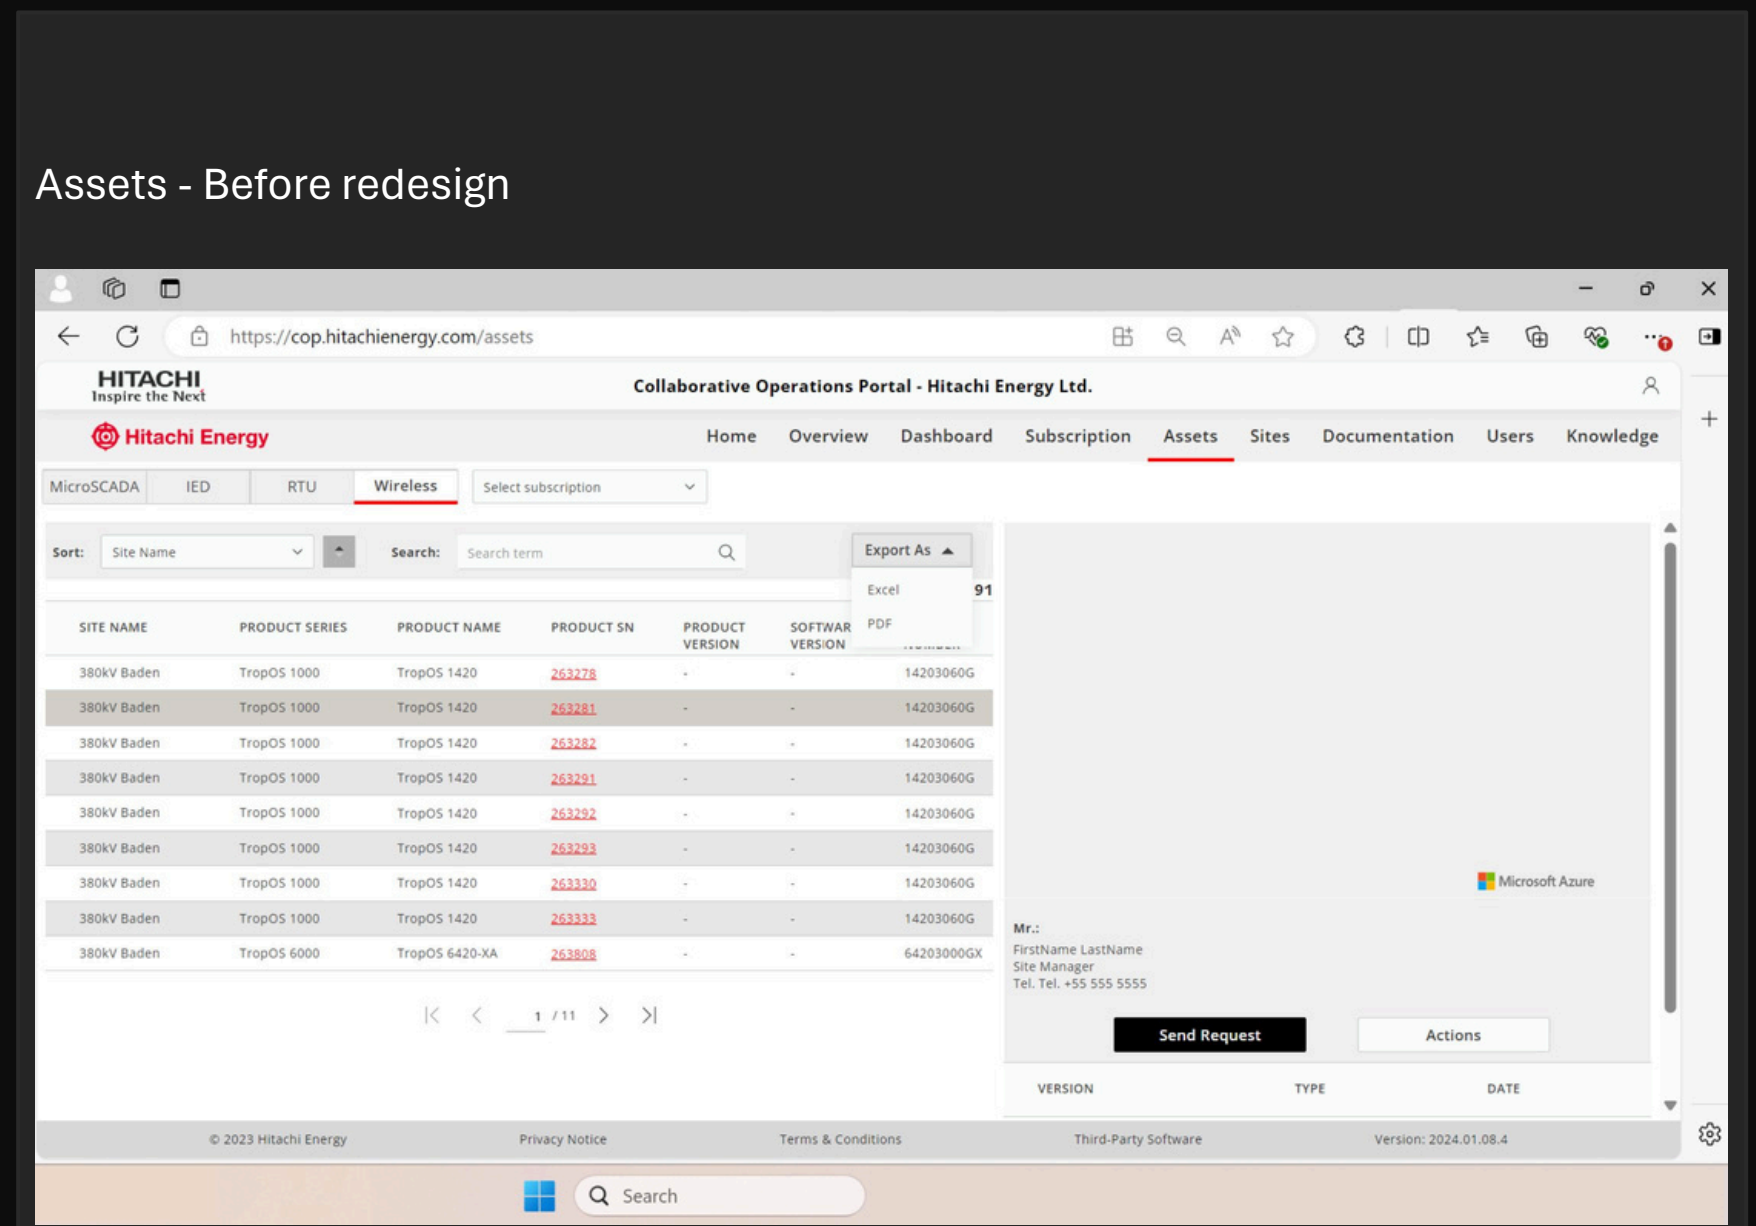 Assets - Before redesign
https://cop.hitachienergy.com/assets
HITACHI
Inspire the Next
Collaborative Operations Portal - Hitachi Energy Ltd.
Hitachi Energy
Home Overview Dashboard Subscription Assets Sites Documentation Users Knowledge
MicroSCADA IED RTU Wireless Select subscription
Sort: Site Name Search: Search term Export As
Excel
91
PDF
SITE NAME PRODUCT SERIES PRODUCT NAME PRODUCT SN PRODUCT VERSION SOFTWAR VERSION
380kV Baden TropOS 1000 TropOS 1420 263278 - - 14203060G
380kV Baden TropOS 1000 TropOS 1420 263281 - - 14203060G
380kV Baden TropOS 1000 TropOS 1420 263282 - - 14203060G
380kV Baden TropOS 1000 TropOS 1420 263291 - - 14203060G
380kV Baden TropOS 1000 TropOS 1420 263292 - - 14203060G
380kV Baden TropOS 1000 TropOS 1420 263293 - - 14203060G
380kV Baden TropOS 1000 TropOS 1420 263330 - - 14203060G
380kV Baden TropOS 1000 TropOS 1420 263333 - - 14203060G
380kV Baden TropOS 6000 TropOS 6420-XA 263808 - - 64203000GX
1 / 11
Microsoft Azure
Mr.:
FirstName LastName
Site Manager
Tel. Tel. +55 555 5555
Send Request Actions
VERSION TYPE DATE
© 2023 Hitachi Energy Privacy Notice Terms & Conditions Third-Party Software Version: 2024.01.08.4
Search